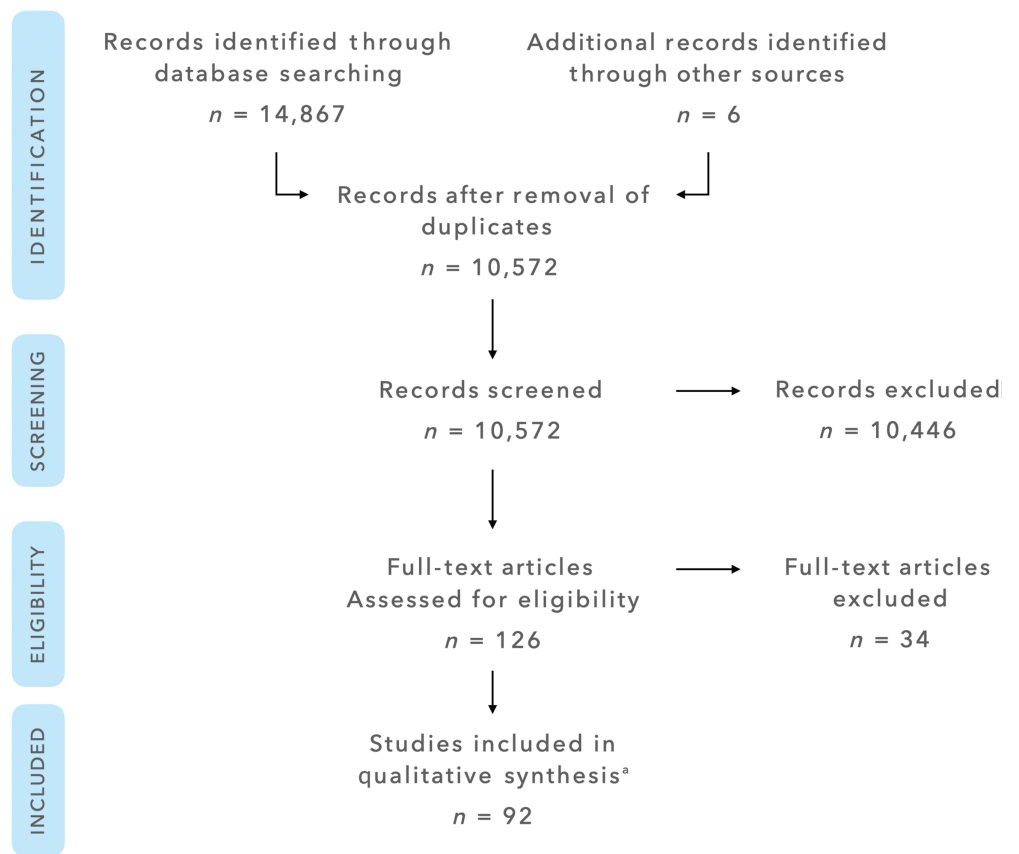 IDENTIFICATION
Records identified through
database searching
n = 14,867
Additional records identified
through other sources
n = 6
Records after removal of
duplicates
n = 10,572
SCREENING
Records screened
n = 10,572
Records excluded
n = 10,446
ELIGIBILITY
Full-text articles
Assessed for eligibility
n = 126
Full-text articles
excluded
n = 34
INCLUDED
Studies included in
qualitative synthesisᵃ
n = 92